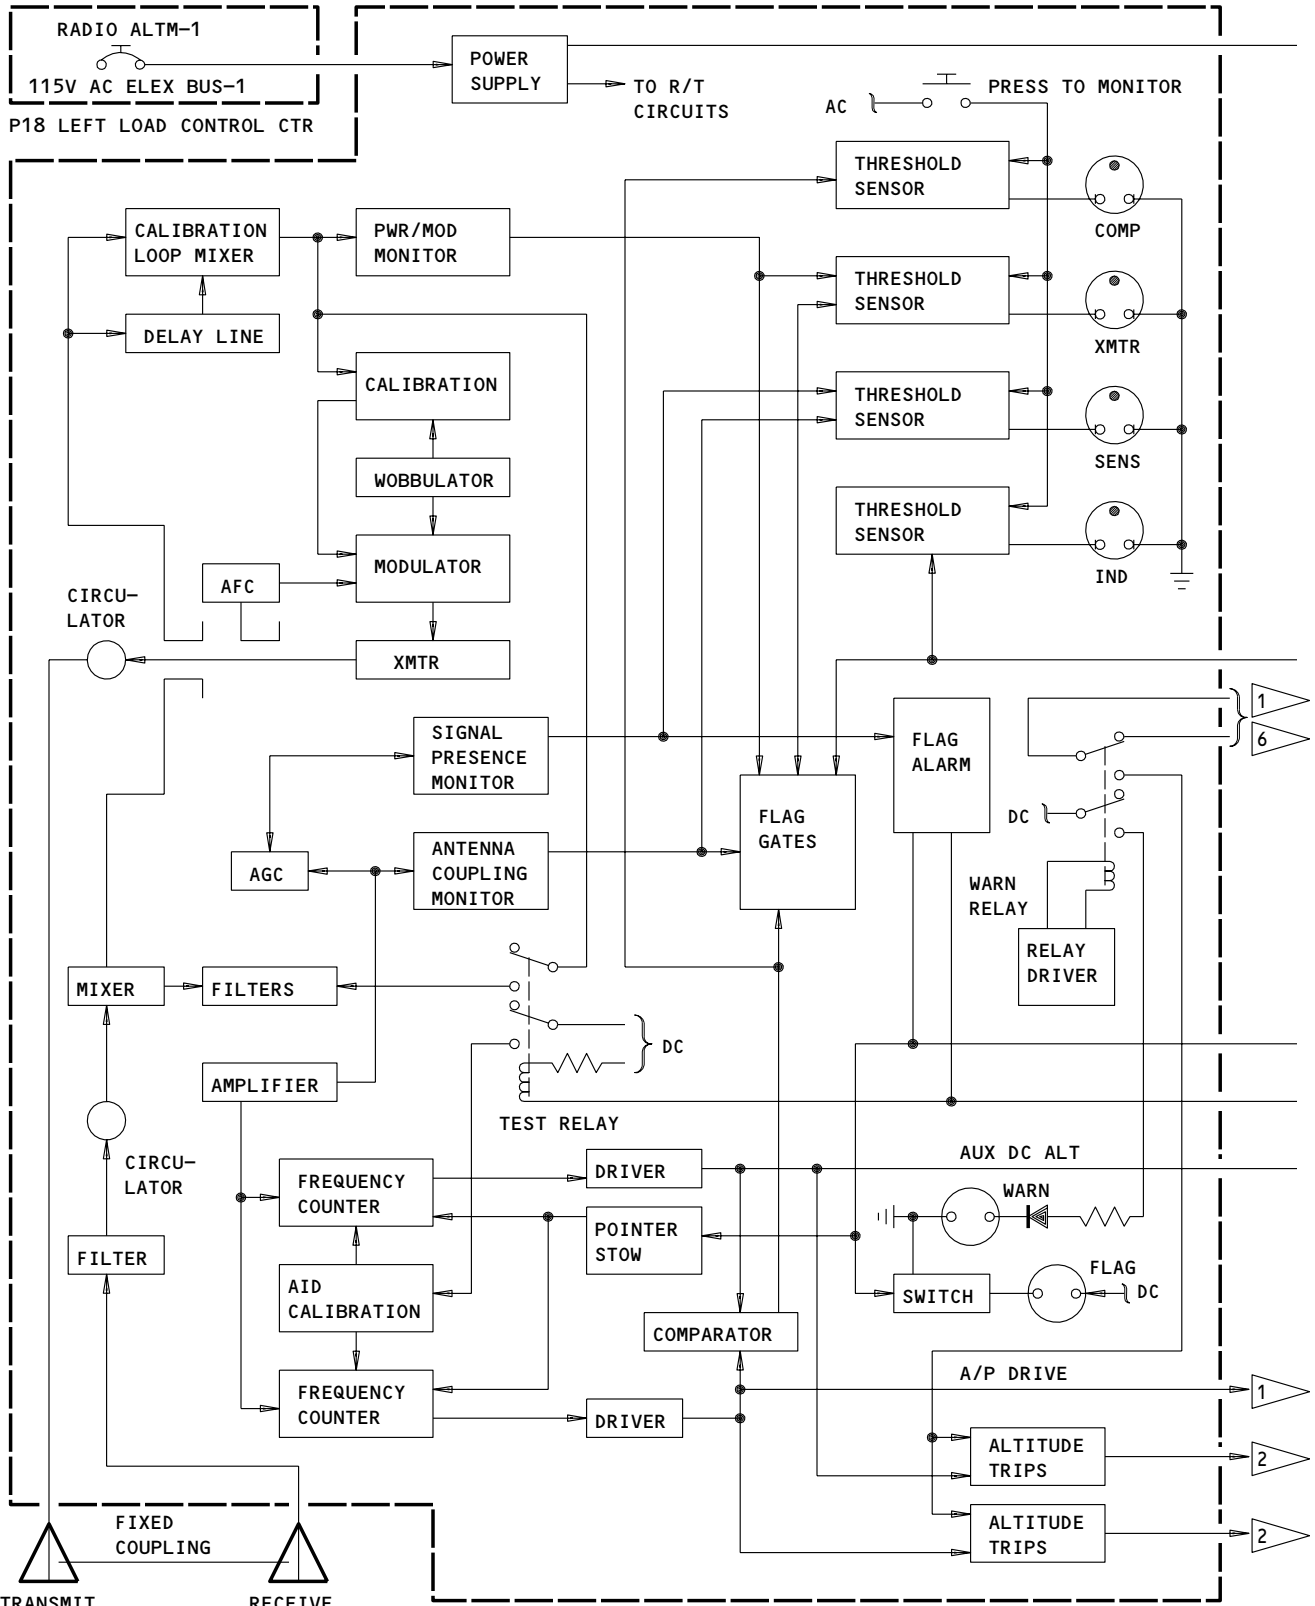 RADIO ALTM-1
115V AC ELEX BUS-1
P18 LEFT LOAD CONTROL CTR
POWER
SUPPLY
TO R/T
CIRCUITS
AC
PRESS TO MONITOR
THRESHOLD
SENSOR
COMP
CALIBRATION
LOOP MIXER
PWR/MOD
MONITOR
THRESHOLD
SENSOR
XMTR
DELAY LINE
CALIBRATION
THRESHOLD
SENSOR
SENS
WOBBULATOR
THRESHOLD
SENSOR
IND
MODULATOR
AFC
CIRCU-
LATOR
XMTR
SIGNAL
PRESENCE
MONITOR
FLAG
ALARM
1
6
DC
FLAG
GATES
ANTENNA
COUPLING
MONITOR
AGC
WARN
RELAY
RELAY
DRIVER
MIXER
FILTERS
DC
AMPLIFIER
TEST RELAY
CIRCU-
LATOR
AUX DC ALT
FREQUENCY
COUNTER
DRIVER
WARN
POINTER
STOW
FILTER
AID
CALIBRATION
SWITCH
FLAG
DC
COMPARATOR
A/P DRIVE
1
FREQUENCY
COUNTER
DRIVER
ALTITUDE
TRIPS
2
ALTITUDE
TRIPS
2
FIXED
COUPLING
TRANSMIT
RECEIVE